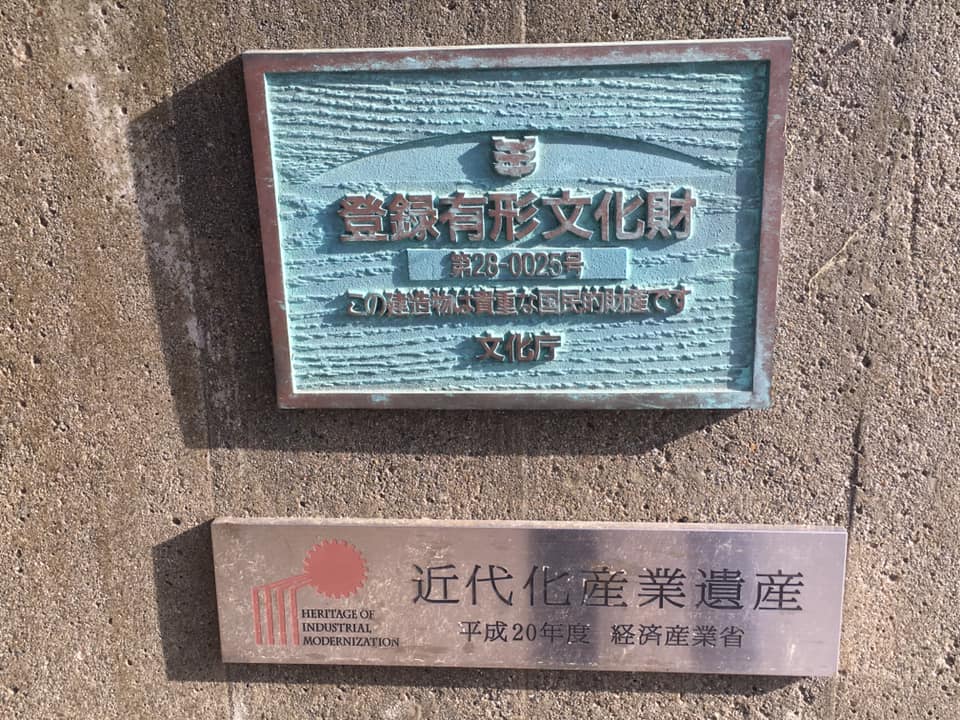 登録有形文化財
第28-0025号
この建造物は貴重な国民的財産です
文化庁
HERITAGE OF
INDUSTRIAL
MODERNIZATION
近代化産業遺産
平成20年度 経済産業省